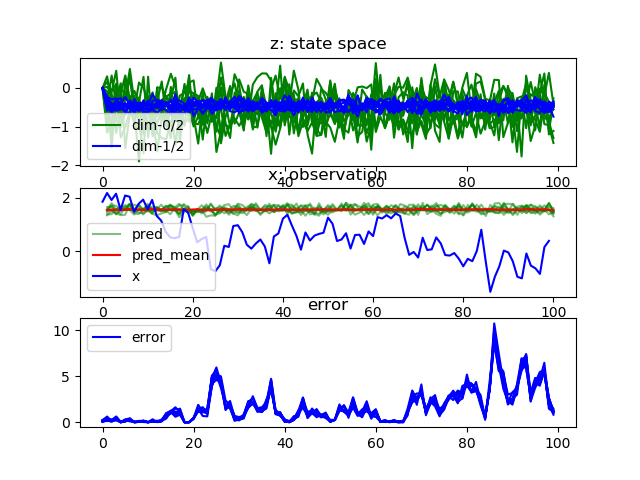 z: state space
0
−1
−2
dim-0/2
dim-1/2
0 20 40 60 80 100
x: observation
2
0
pred
pred_mean
x
0 20 40 60 80 100
error
10
5
0
error
0 20 40 60 80 100